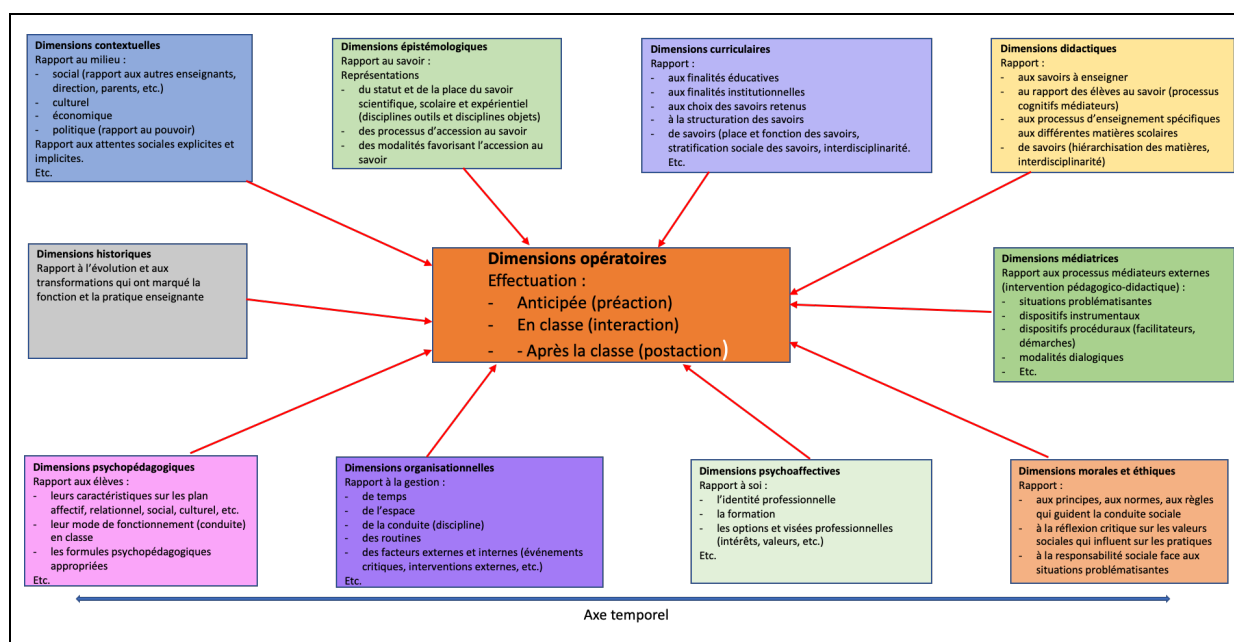 Dimensions contextuelles
Rapport au milieu :
- social (rapport aux autres enseignants,
direction, parents, etc.)
- culturel
- économique
- politique (rapport au pouvoir)
Rapport aux attentes sociales explicites et
implicites.
Etc.
Dimensions épistémologiques
Rapport au savoir :
Représentations
- du statut et de la place du savoir
scientifique, scolaire et expérientiel
(disciplines outils et disciplines objets)
- des processus d'accession au savoir
- des modalités favorisant l'accession au
savoir
Dimensions curriculaires
Rapport :
- aux finalités éducatives
- aux finalités institutionnelles
- aux choix des savoirs retenus
- à la structuration des savoirs
- de savoirs (place et fonction des savoirs,
stratification sociale des savoirs, interdisciplinarité.
Etc.
Dimensions didactiques
Rapport :
- aux savoirs à enseigner
- au rapport des élèves au savoir (processus
cognitifs médiateurs)
- aux processus d'enseignement spécifiques
aux différentes matières scolaires
- de savoirs (hiérarchisation des matières,
interdisciplinarité)
Dimensions historiques
Rapport à l'évolution et aux
transformations qui ont marqué la
fonction et la pratique enseignante
Dimensions opératoires
Effectuation :
- Anticipée (préaction)
- En classe (interaction)
- - Après la classe (postaction)
Dimensions médiatrices
Rapport aux processus médiateurs externes
(intervention pédagogico-didactique) :
- situations problématisantes
- dispositifs instrumentaux
- dispositifs procéduraux (facilitateurs,
démarches)
- modalités dialogiques
- Etc.
Dimensions psychopédagogiques
Rapport aux élèves :
- leurs caractéristiques sur les plan
affectif, relationnel, social, culturel, etc.
- leur mode de fonctionnement (conduite)
en classe
- les formules psychopédagogiques
appropriées
Etc.
Dimensions organisationnelles
Rapport à la gestion :
- de temps
- de l'espace
- de la conduite (discipline)
- des routines
- des facteurs externes et internes (événements
critiques, interventions externes, etc.)
Etc.
Dimensions psychoaffectives
Rapport à soi :
- l'identité professionnelle
- la formation
- les options et visées professionnelles
(intérêts, valeurs, etc.)
Etc.
Dimensions morales et éthiques
Rapport :
- aux principes, aux normes, aux règles
qui guident la conduite sociale
- à la réflexion critique sur les valeurs
sociales qui influent sur les pratiques
- à la responsabilité sociale face aux
situations problématisantes
Axe temporel